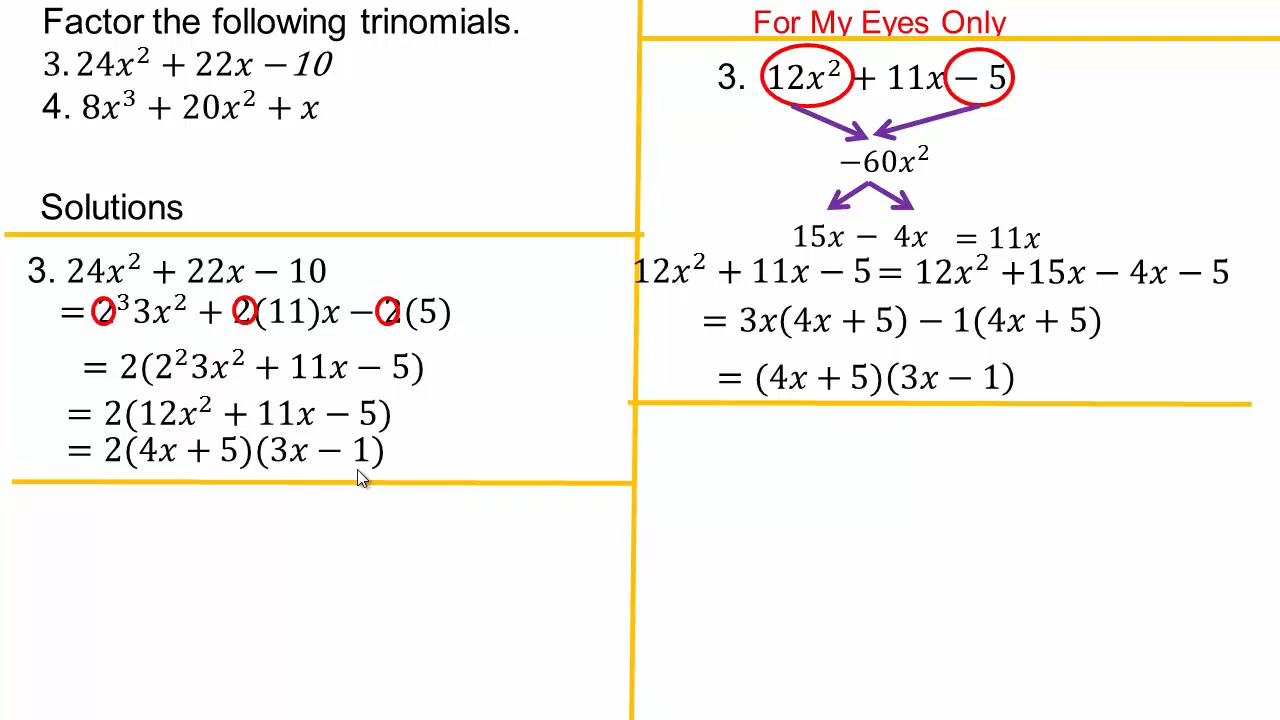 Factor the following trinomials.
3. 24x² + 22x − 10
4. 8x³ + 20x² + x
Solutions
3. 24x² + 22x − 10
= 2³3x² + 2(11)x − 2(5)
= 2(2²3x² + 11x − 5)
= 2(12x² + 11x − 5)
= 2(4x + 5)(3x − 1)
For My Eyes Only
3. 12x² + 11x − 5
−60x²
15x − 4x = 11x
12x² + 11x − 5 = 12x² +15x − 4x − 5
= 3x(4x + 5) − 1(4x + 5)
= (4x + 5)(3x − 1)